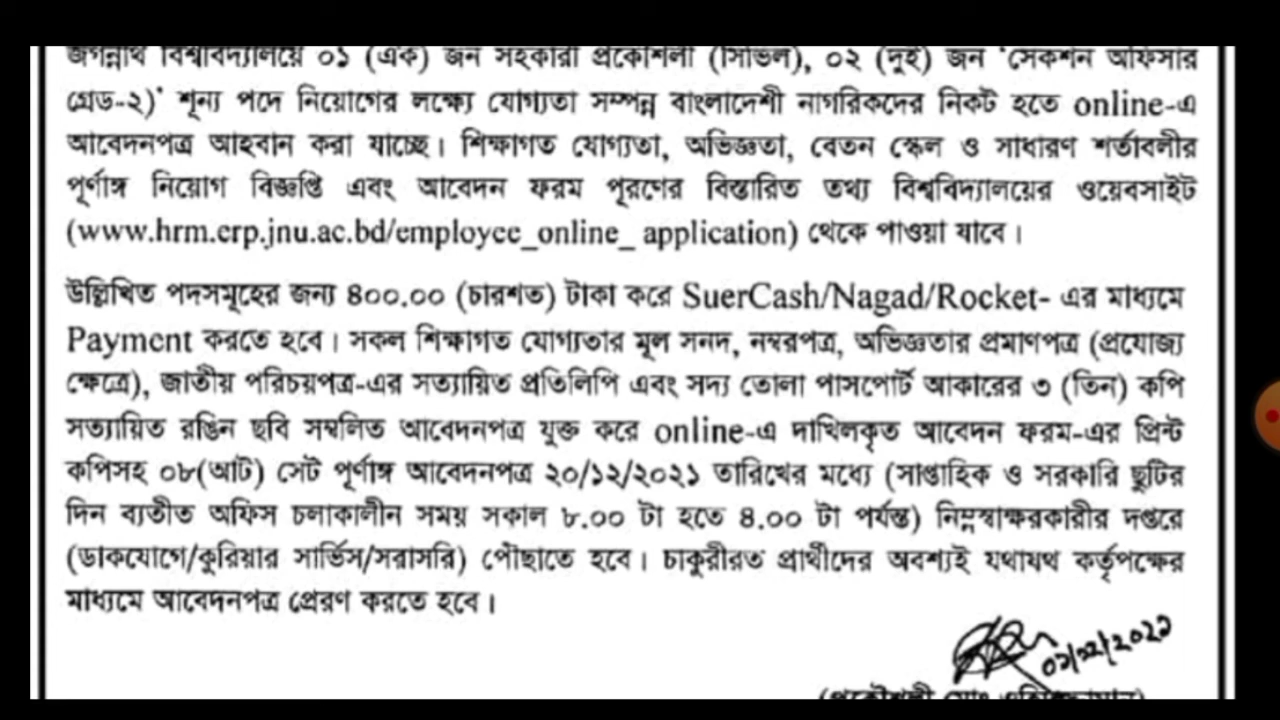 জগন্নাথ বিশ্ববিদ্যালয়ে ০১ (এক) জন সহকারী প্রকৌশলী (সিভিল), ০২ (দুই) জন 'সেকশন অফিসার
গ্রেড-২)' শূন্য পদে নিয়োগের লক্ষ্যে যোগ্যতা সম্পন্ন বাংলাদেশী নাগরিকদের নিকট হতে online-এ
আবেদনপত্র আহবান করা যাচ্ছে। শিক্ষাগত যোগ্যতা, অভিজ্ঞতা, বেতন স্কেল ও সাধারণ শর্তাবলীর
পূর্ণাঙ্গ নিয়োগ বিজ্ঞপ্তি এবং আবেদন ফরম পূরণের বিস্তারিত তথ্য বিশ্ববিদ্যালয়ের ওয়েবসাইট
(www.hrm.erp.jnu.ac.bd/employee_online_ application) থেকে পাওয়া যাবে।
উল্লিখিত পদসমূহের জন্য ৪০০.০০ (চারশত) টাকা করে SuerCash/Nagad/Rocket- এর মাধ্যমে
Payment করতে হবে। সকল শিক্ষাগত যোগ্যতার মূল সনদ, নম্বরপত্র, অভিজ্ঞতার প্রমাণপত্র (প্রযোজ্য
ক্ষেত্রে), জাতীয় পরিচয়পত্র-এর সত্যায়িত প্রতিলিপি এবং সদ্য তোলা পাসপোর্ট আকারের ৩ (তিন) কপি
সত্যায়িত রঙিন ছবি সম্বলিত আবেদনপত্র যুক্ত করে online-এ দাখিলকৃত আবেদন ফরম-এর প্রিন্ট
কপিসহ ০৮(আট) সেট পূর্ণাঙ্গ আবেদনপত্র ২০/১২/২০২১ তারিখের মধ্যে (সাপ্তাহিক ও সরকারি ছুটির
দিন ব্যতীত অফিস চলাকালীন সময় সকাল ৮.০০ টা হতে ৪.০০ টা পর্যন্ত) নিম্নস্বাক্ষরকারীর দপ্তরে
(ডাকযোগে/কুরিয়ার সার্ভিস/সরাসরি) পৌঁছাতে হবে। চাকুরীরত প্রার্থীদের অবশ্যই যথাযথ কর্তৃপক্ষের
মাধ্যমে আবেদনপত্র প্রেরণ করতে হবে।
০১/১২/২০২১
(প্রকৌশলী মোঃ ওহিদুজ্জামান)